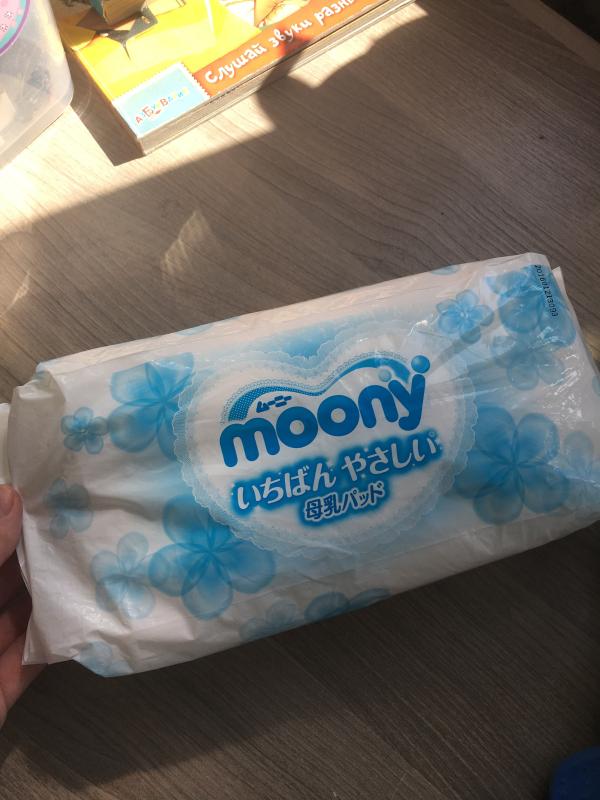 Слушай звуки разн
АЗБУКВАРИК
ムーニー
moony
いちばん やさしい
母乳パッド